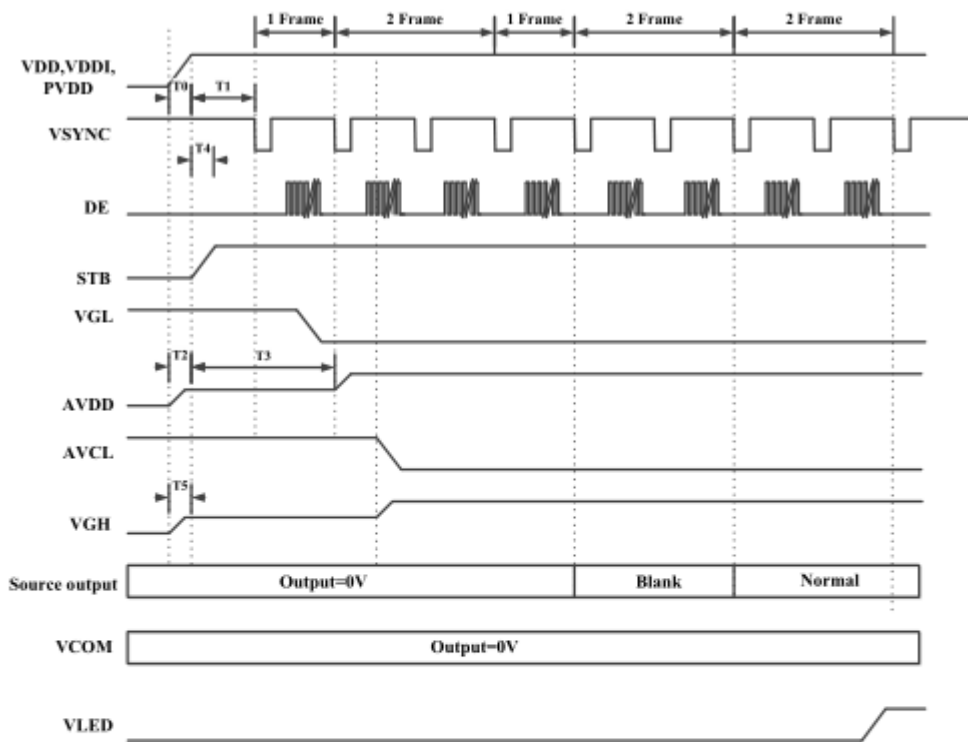 1 Frame 2 Frame 1 Frame 2 Frame 2 Frame
VDD,VDDI,
PVDD
T0 T1
VSYNC
T4
DE
STB
VGL
T2 T3
AVDD
AVCL
T5
VGH
Source output Output=0V Blank Normal
VCOM Output=0V
VLED